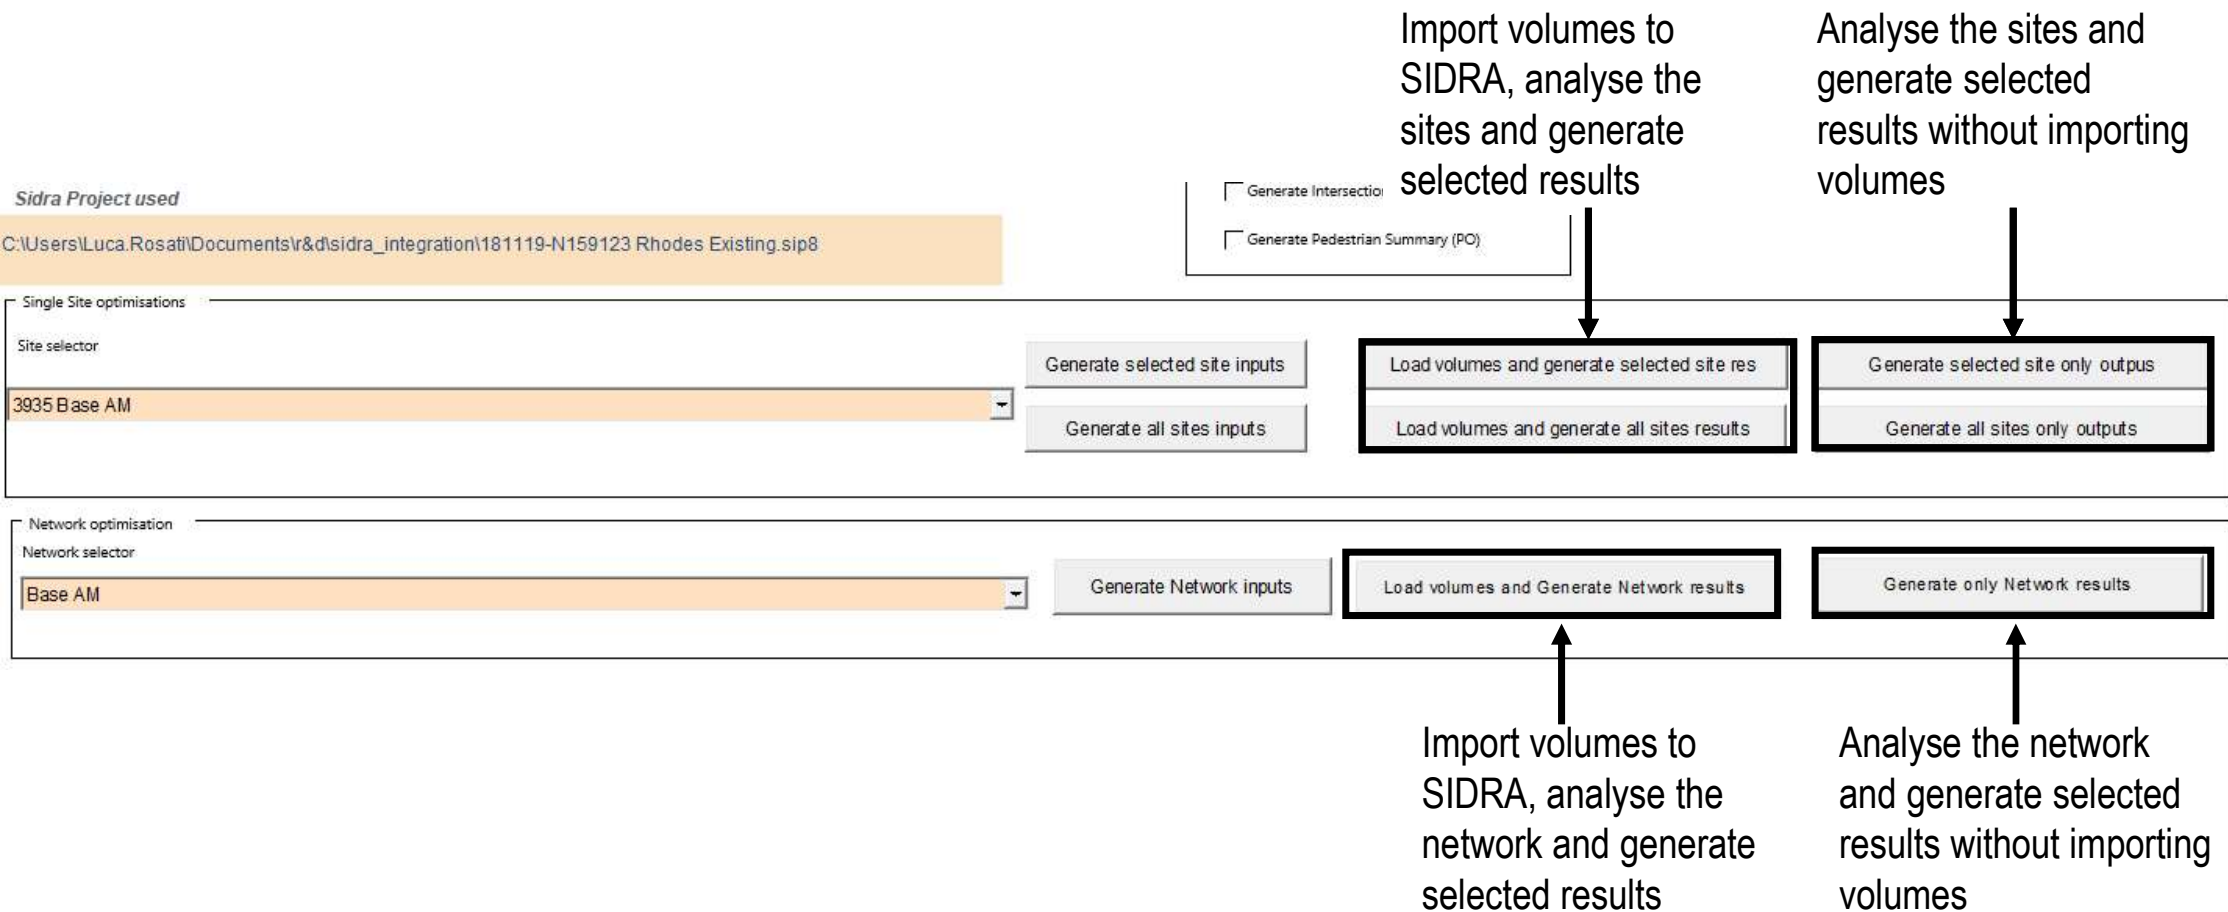 Import volumes to
SIDRA, analyse the
sites and generate
selected results
Analyse the sites and
generate selected
results without importing
volumes
Sidra Project used
C:\Users\Luca.Rosati\Documents\r&d\sidra_integration\181119-N159123 Rhodes Existing.sip8
Generate Intersectio
Generate Pedestrian Summary (PO)
Single Site optimisations
Site selector
3935 Base AM
Generate selected site inputs
Load volumes and generate selected site res
Generate selected site only outpus
Generate all sites inputs
Load volumes and generate all sites results
Generate all sites only outputs
Network optimisation
Network selector
Base AM
Generate Network inputs
Load volumes and Generate Network results
Generate only Network results
Import volumes to
SIDRA, analyse the
network and generate
selected results
Analyse the network
and generate selected
results without importing
volumes